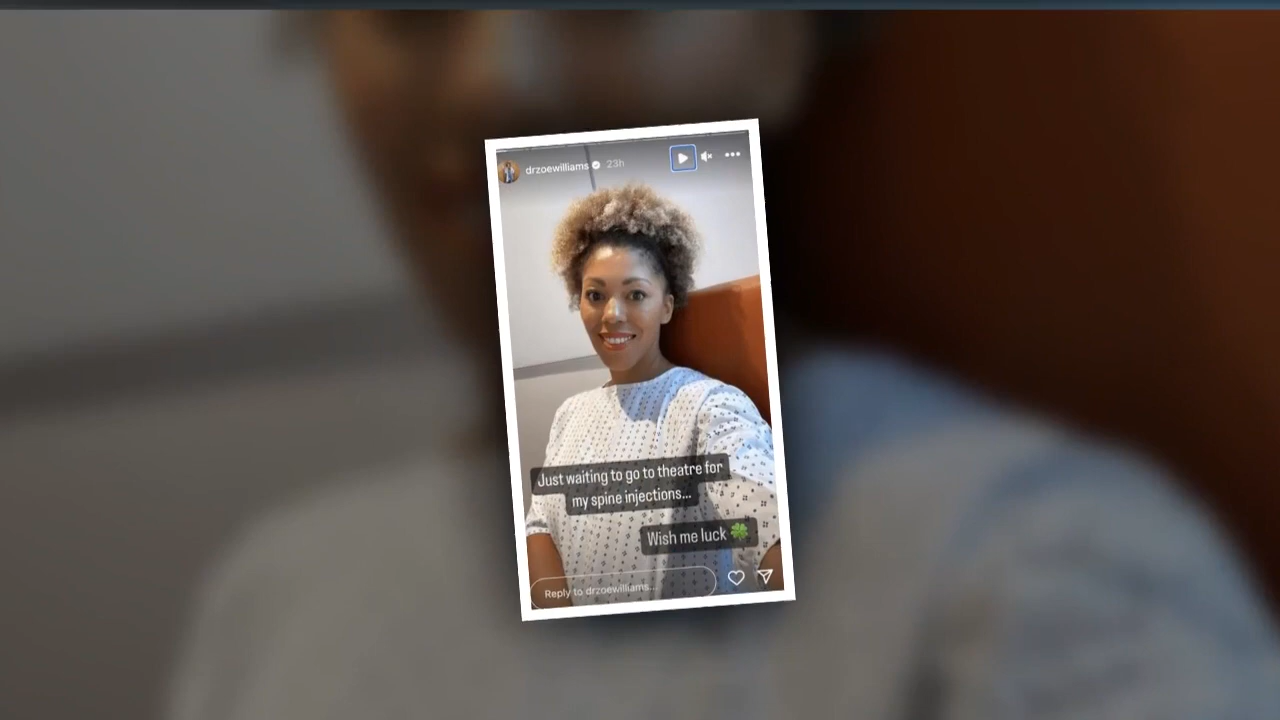 drzoewilliams 23h
Just waiting to go to theatre for
my spine injections...
Wish me luck
Reply to drzoewilliams...